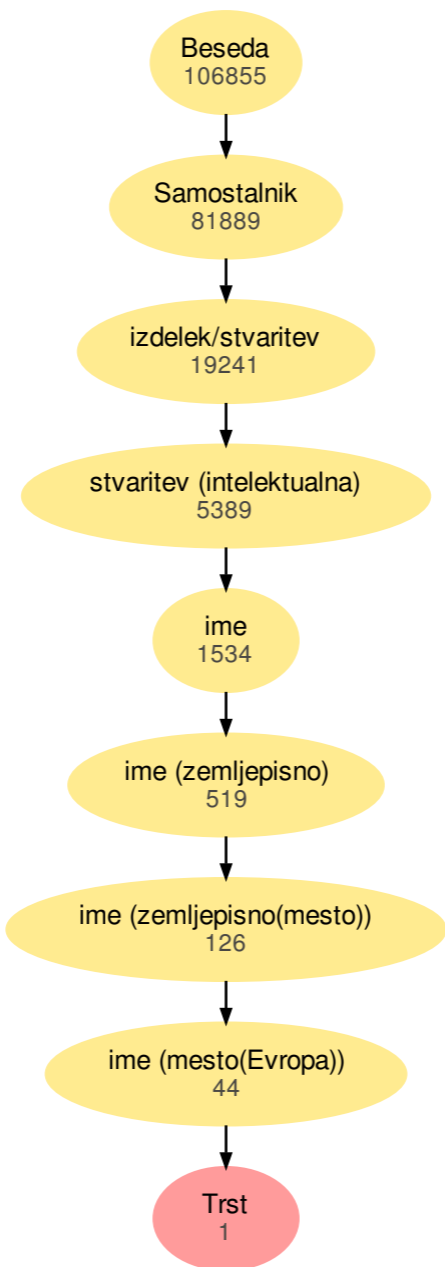 Beseda
106855
Samostalnik
81889
izdelek/stvaritev
19241
stvaritev (intelektualna)
5389
ime
1534
ime (zemljepisno)
519
ime (zemljepisno(mesto))
126
ime (mesto(Evropa))
44
Trst
1